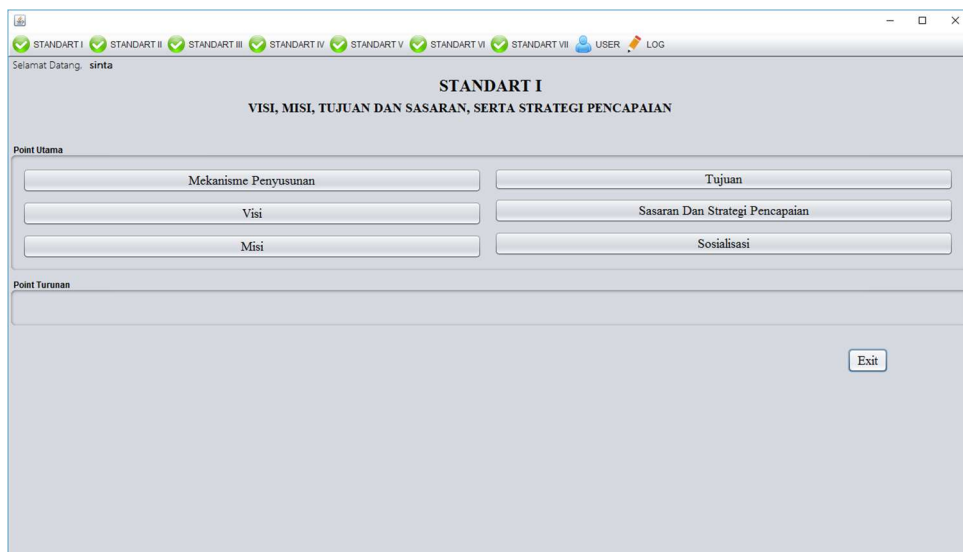 STANDART I STANDART II STANDART III STANDART IV STANDART V STANDART VI STANDART VII USER LOG
Selamat Datang, sinta
STANDART I
VISI, MISI, TUJUAN DAN SASARAN, SERTA STRATEGI PENCAPAIAN
Point Utama
Mekanisme Penyusunan
Tujuan
Visi
Sasaran Dan Strategi Pencapaian
Misi
Sosialisasi
Point Turunan
Exit